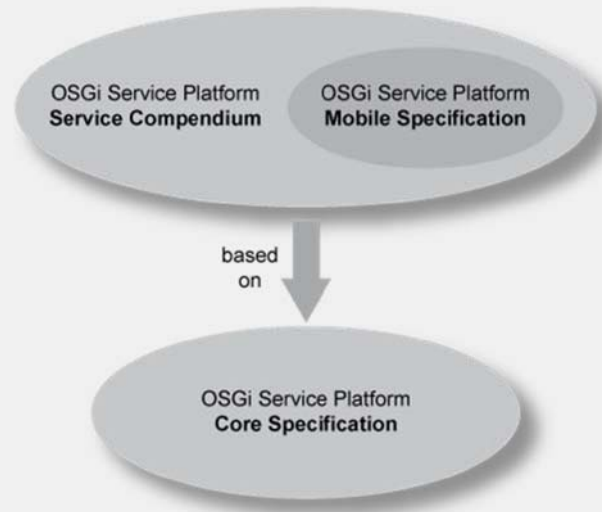 OSGi Service Platform
Service Compendium
OSGi Service Platform
Mobile Specification
based
on
OSGi Service Platform
Core Specification